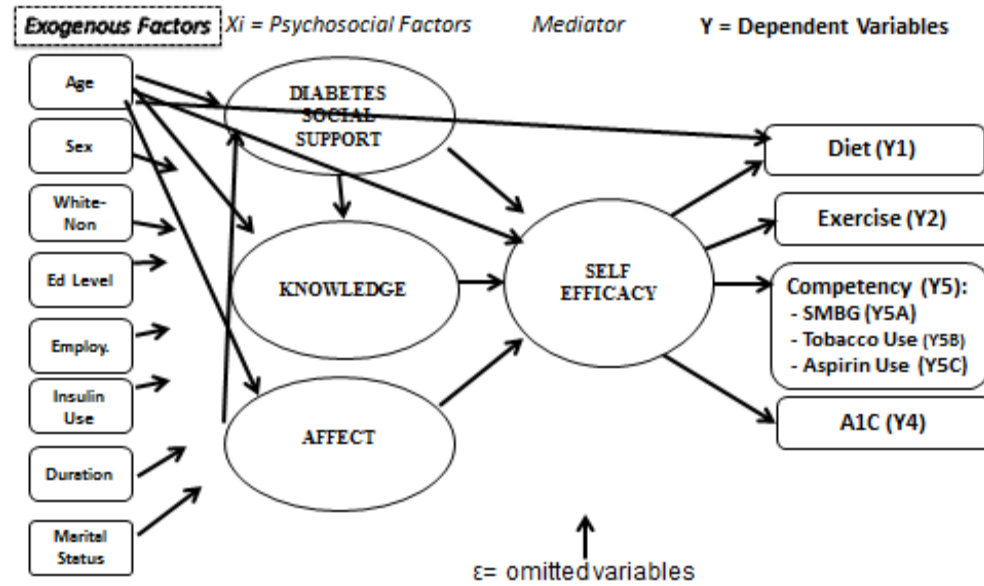 Exogenous Factors
Xi = Psychosocial Factors
Mediator
Y = Dependent Variables
Age
Sex
White-
Non
Ed Level
Employ.
Insulin
Use
Duration
Marital
Status
DIABETES
SOCIAL
SUPPORT
KNOWLEDGE
AFFECT
SELF
EFFICACY
Diet (Y1)
Exercise (Y2)
Competency (Y5):
- SMBG (Y5A)
- Tobacco Use (Y5B)
- Aspirin Use (Y5C)
A1C (Y4)
ε= omitted variables